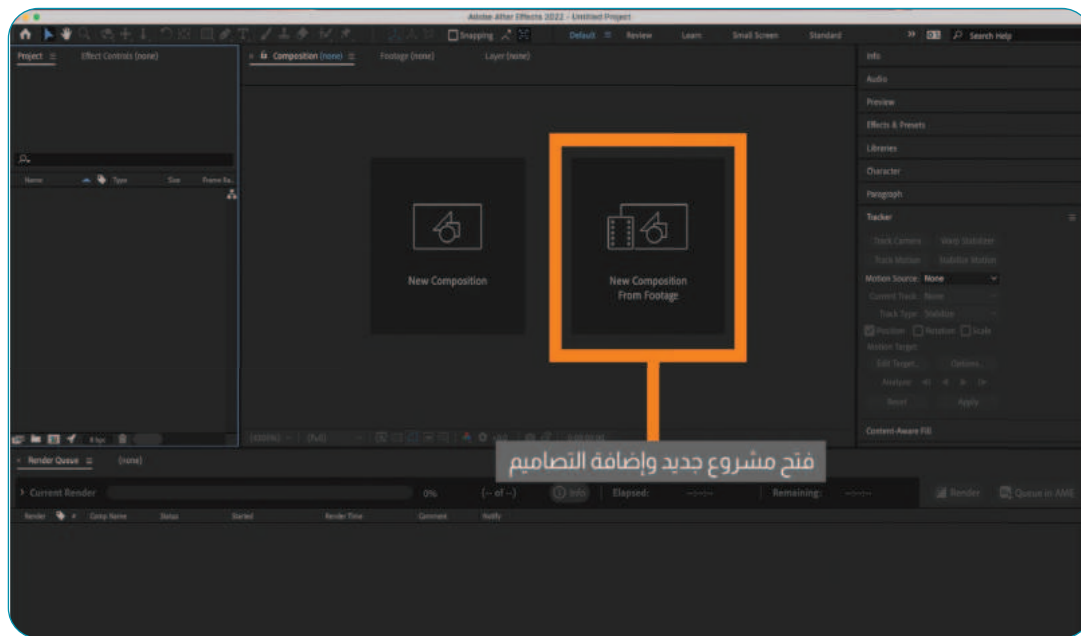 Adobe After Effects 2022 - Untitled Project
Snapping Default Review Learn Small Screen Standard Search Help
Project Effect Controls (none) Composition (none) Footage (none) Layer (none)
Info
Audio
Preview
Effects & Presets
Libraries
Character
Paragraph
Tracker
Track Camera Warp Stabilizer
Track Motion Stabilize Motion
Motion Source: None
Current Track: None
Track Type: Stabilize
Position Rotation Scale
Motion Target:
Edit Target... Options...
Analyze:
Reset Apply
Content-Aware Fill
Name Type Size Frame Ra..
New Composition
New Composition
From Footage
8 bpc (Full)
فتح مشروع جديد وإضافة التصاميم
Render Queue (none)
Current Render 0% (-- of --) Info Elapsed: --:--:-- Remaining: --:--:-- Render Queue in AME
Render # Comp Name Status Started Render Time Comment Notify